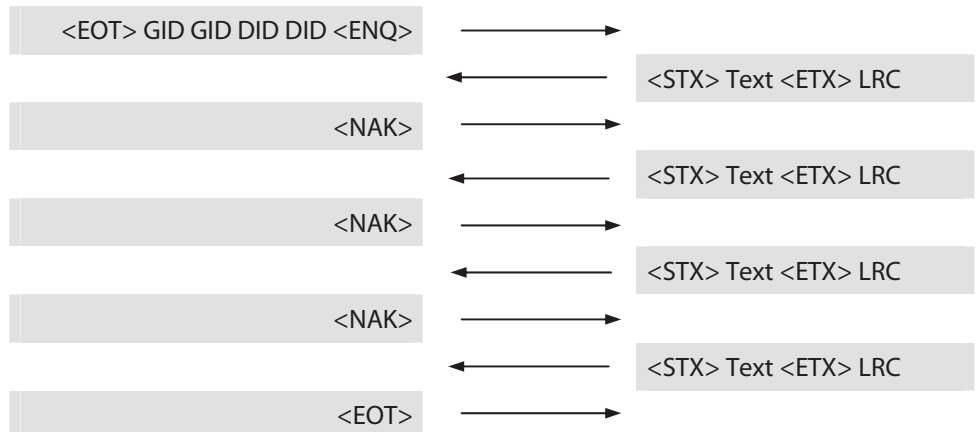 <EOT> GID GID DID DID <ENQ>
<STX> Text <ETX> LRC
<NAK>
<STX> Text <ETX> LRC
<NAK>
<STX> Text <ETX> LRC
<NAK>
<STX> Text <ETX> LRC
<EOT>